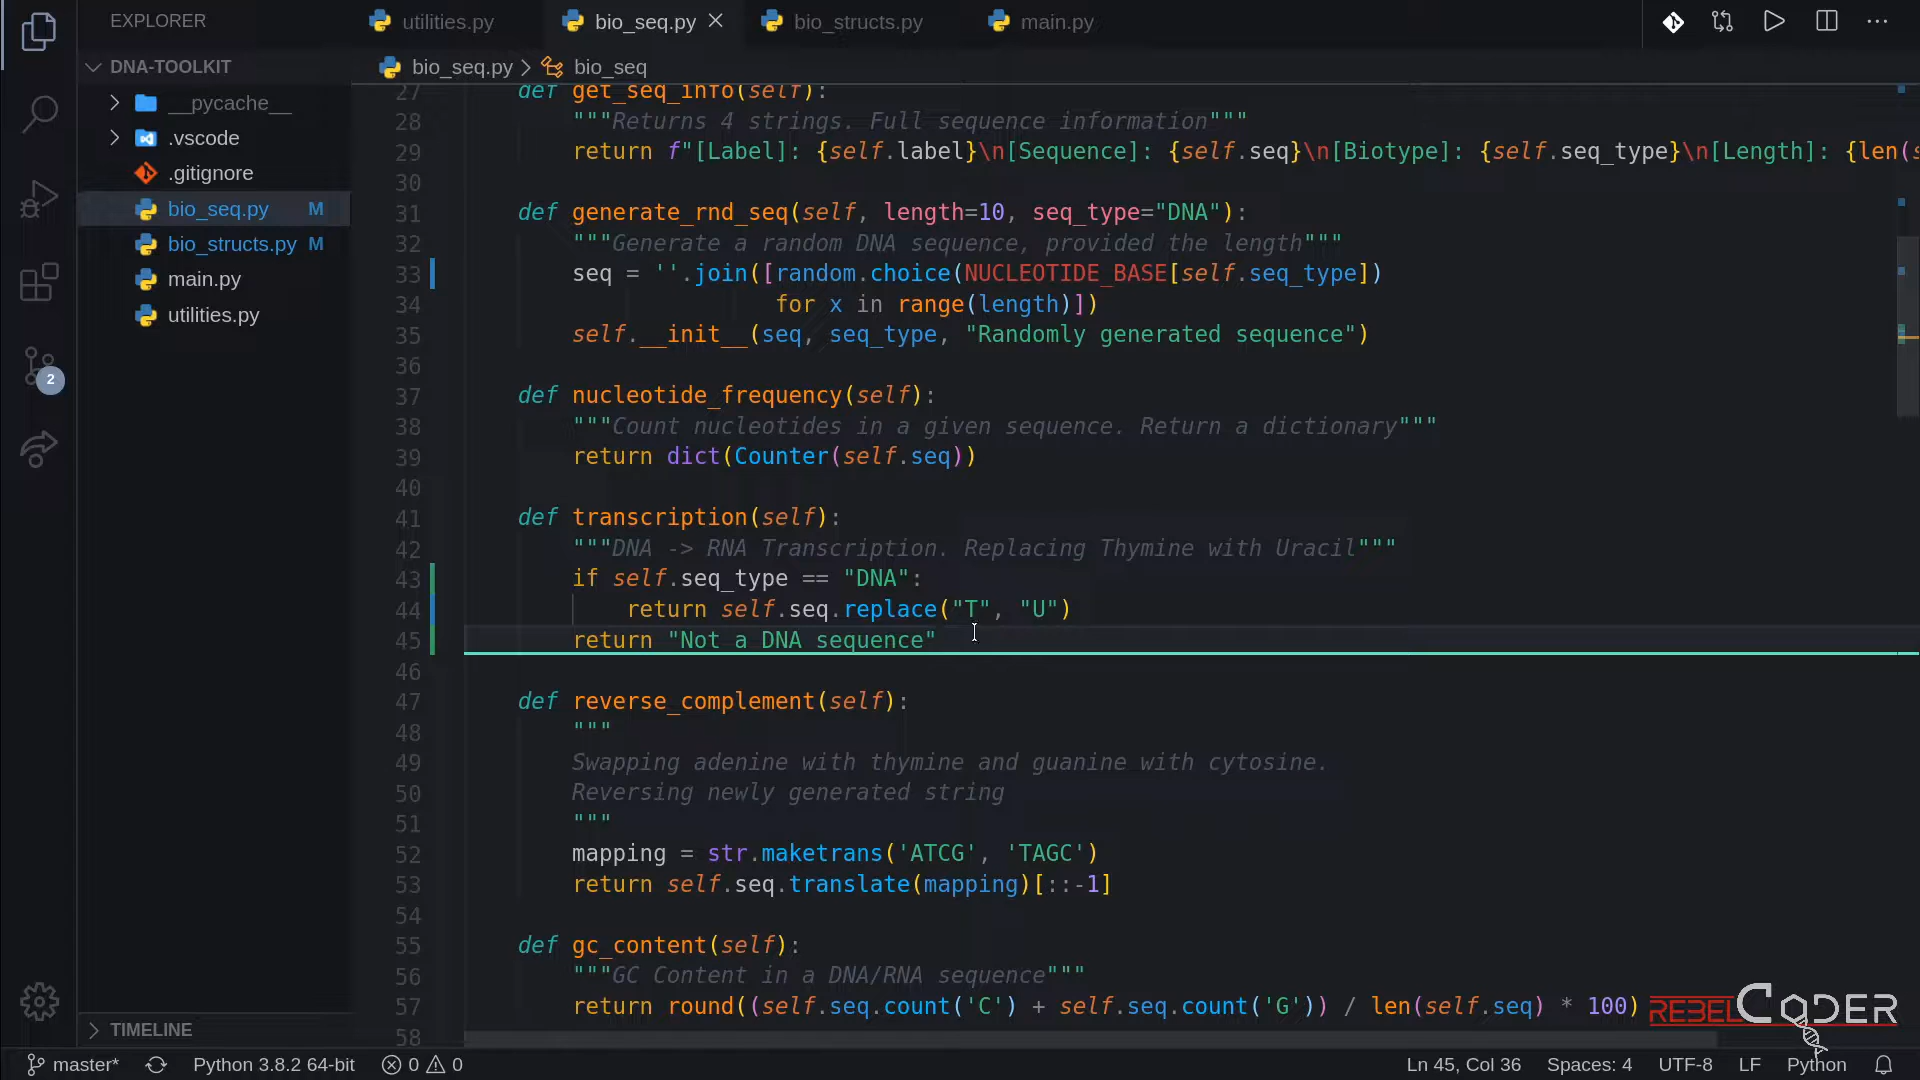 EXPLORER
utilities.py
bio_seq.py
bio_structs.py
main.py
DNA-TOOLKIT
bio_seq.py > bio_seq
__pycache__
.vscode
.gitignore
bio_seq.py M
bio_structs.py M
main.py
utilities.py
2
27 def get_seq_info(self):
28 """Returns 4 strings. Full sequence information"""
29 return f"[Label]: {self.label}\n[Sequence]: {self.seq}\n[Biotype]: {self.seq_type}\n[Length]: {len(s
30
31 def generate_rnd_seq(self, length=10, seq_type="DNA"):
32 """Generate a random DNA sequence, provided the length"""
33 seq = ''.join([random.choice(NUCLEOTIDE_BASE[self.seq_type])
34 for x in range(length)])
35 self.__init__(seq, seq_type, "Randomly generated sequence")
36
37 def nucleotide_frequency(self):
38 """Count nucleotides in a given sequence. Return a dictionary"""
39 return dict(Counter(self.seq))
40
41 def transcription(self):
42 """DNA -> RNA Transcription. Replacing Thymine with Uracil"""
43 if self.seq_type == "DNA":
44 return self.seq.replace("T", "U")
45 return "Not a DNA sequence"
46
47 def reverse_complement(self):
48 """
49 Swapping adenine with thymine and guanine with cytosine.
50 Reversing newly generated string
51 """
52 mapping = str.maketrans('ATCG', 'TAGC')
53 return self.seq.translate(mapping)[::-1]
54
55 def gc_content(self):
56 """GC Content in a DNA/RNA sequence"""
57 return round((self.seq.count('C') + self.seq.count('G')) / len(self.seq) * 100)
58
REBEL CODER
TIMELINE
master* Python 3.8.2 64-bit 0 0 Ln 45, Col 36 Spaces: 4 UTF-8 LF Python